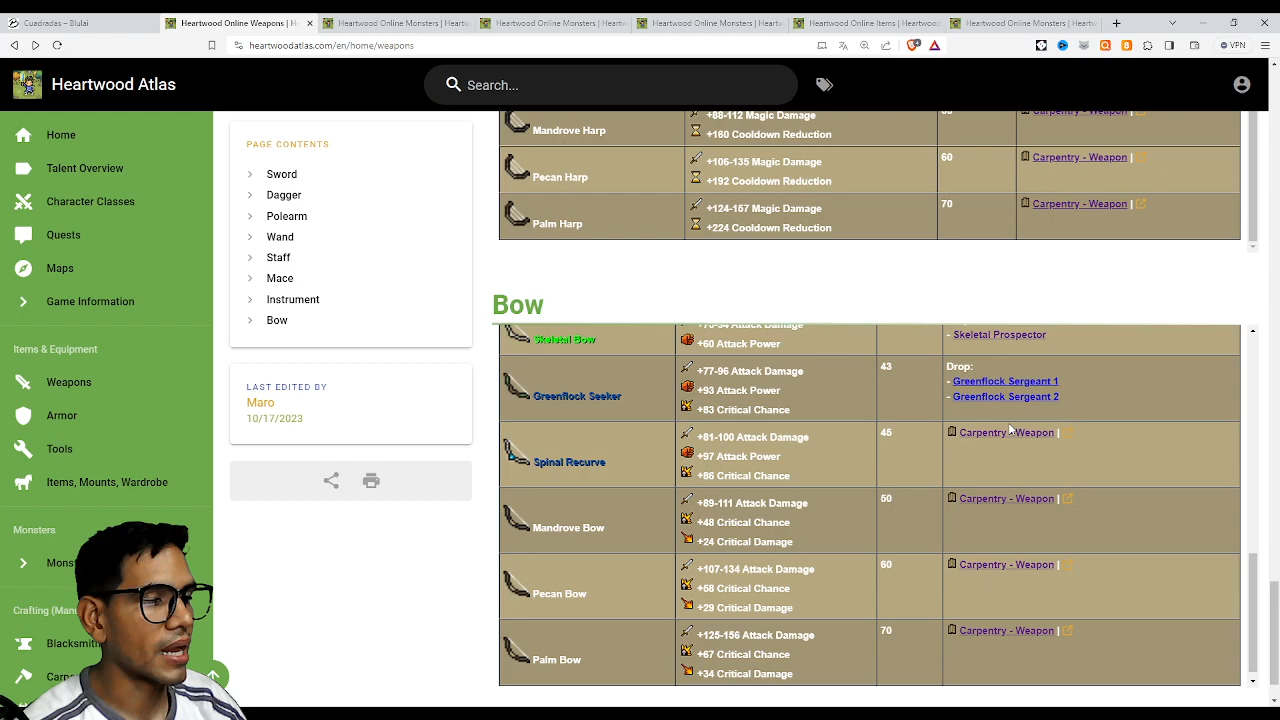 Cuadradas – Blulai
Heartwood Online Weapons | H
Heartwood Online Monsters | Heartw
Heartwood Online Monsters | Heartw
Heartwood Online Monsters | Heartw
Heartwood Online Items | Heartwood
Heartwood Online Monsters | Heartw
heartwoodatlas.com/en/home/weapons
VPN
Heartwood Atlas
Search...
Home
Talent Overview
Character Classes
Quests
Maps
Game Information
Items & Equipment
Weapons
Armor
Tools
Items, Mounts, Wardrobe
Monsters
Crafting (Man
Blacksmith
PAGE CONTENTS
Sword
Dagger
Polearm
Wand
Staff
Mace
Instrument
Bow
LAST EDITED BY
Maro
10/17/2023
+88-112 Magic Damage
Mandrove Harp
+160 Cooldown Reduction
Carpentry - Weapon |
+106-135 Magic Damage
60
Carpentry - Weapon |
Pecan Harp
+192 Cooldown Reduction
+124-157 Magic Damage
70
Carpentry - Weapon |
Palm Harp
+224 Cooldown Reduction
Bow
Skeletal Bow
+60 Attack Power
- Skeletal Prospector
+77-96 Attack Damage
43
Drop:
Greenflock Seeker
+93 Attack Power
- Greenflock Sergeant 1
+83 Critical Chance
- Greenflock Sergeant 2
+81-100 Attack Damage
45
Carpentry - Weapon |
Spinal Recurve
+97 Attack Power
+86 Critical Chance
+89-111 Attack Damage
50
Carpentry - Weapon |
Mandrove Bow
+48 Critical Chance
+24 Critical Damage
+107-134 Attack Damage
60
Carpentry - Weapon |
Pecan Bow
+58 Critical Chance
+29 Critical Damage
+125-156 Attack Damage
70
Carpentry - Weapon |
Palm Bow
+67 Critical Chance
+34 Critical Damage